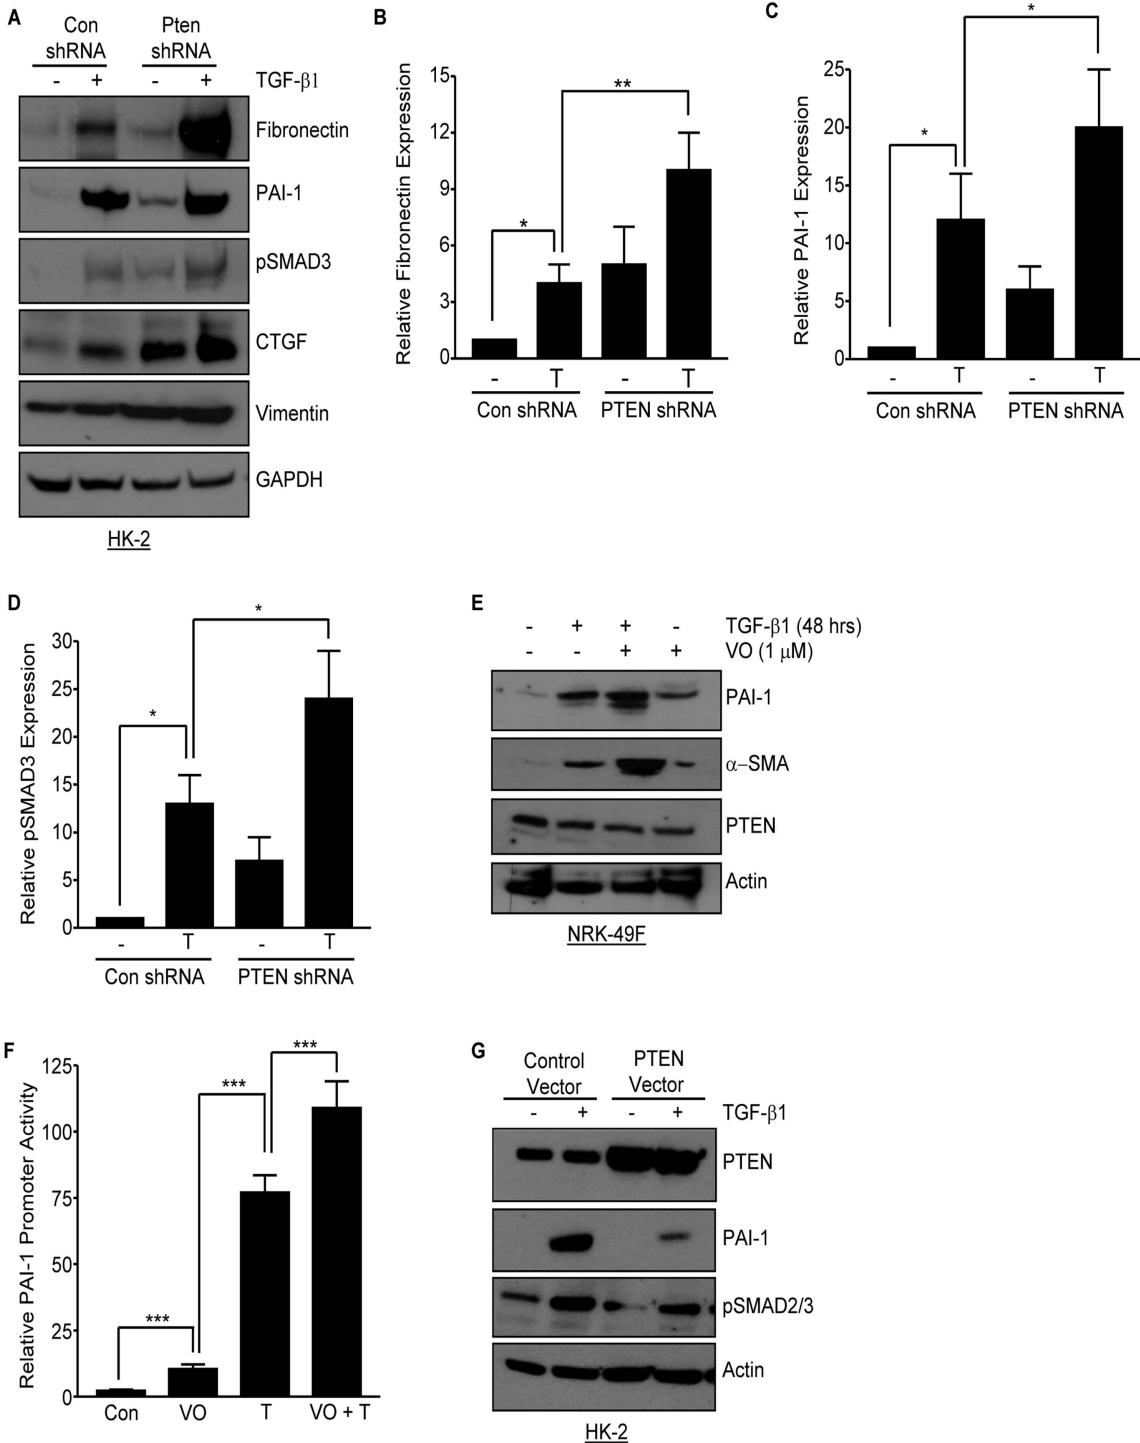 A
Con shRNA
Pten shRNA
- + - + TGF-β1
Fibronectin
PAI-1
pSMAD3
CTGF
Vimentin
GAPDH
HK-2
B
Relative Fibronectin Expression
15
12
9
6
3
0
*
**
- T - T
Con shRNA PTEN shRNA
C
Relative PAI-1 Expression
25
20
15
10
5
0
*
*
- T - T
Con shRNA PTEN shRNA
D
Relative pSMAD3 Expression
30
25
20
15
10
5
0
*
*
- T - T
Con shRNA PTEN shRNA
E
- + + - TGF-β1 (48 hrs)
- - + + VO (1 μM)
PAI-1
α–SMA
PTEN
Actin
NRK-49F
F
Relative PAI-1 Promoter Activity
125
100
75
50
25
0
***
***
***
Con VO T VO + T
G
Control Vector
PTEN Vector
- + - + TGF-β1
PTEN
PAI-1
pSMAD2/3
Actin
HK-2